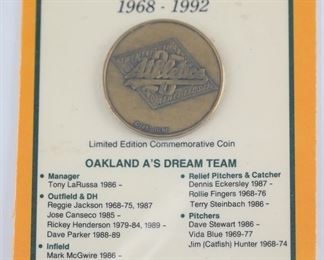 1968 - 1992
Athletics
25
Limited Edition Commemorative Coin
OAKLAND A'S DREAM TEAM
• Manager
Tony LaRussa 1986 -
• Outfield & DH
Reggie Jackson 1968-75, 1987
Jose Canseco 1985 -
Rickey Henderson 1979-84, 1989 -
Dave Parker 1988-89
• Infield
Mark McGwire 1986 -
• Relief Pitchers & Catcher
Dennis Eckersley 1987 -
Rollie Fingers 1968-76
Terry Steinbach 1986 -
• Pitchers
Dave Stewart 1986 -
Vida Blue 1969-77
Jim (Catfish) Hunter 1968-74